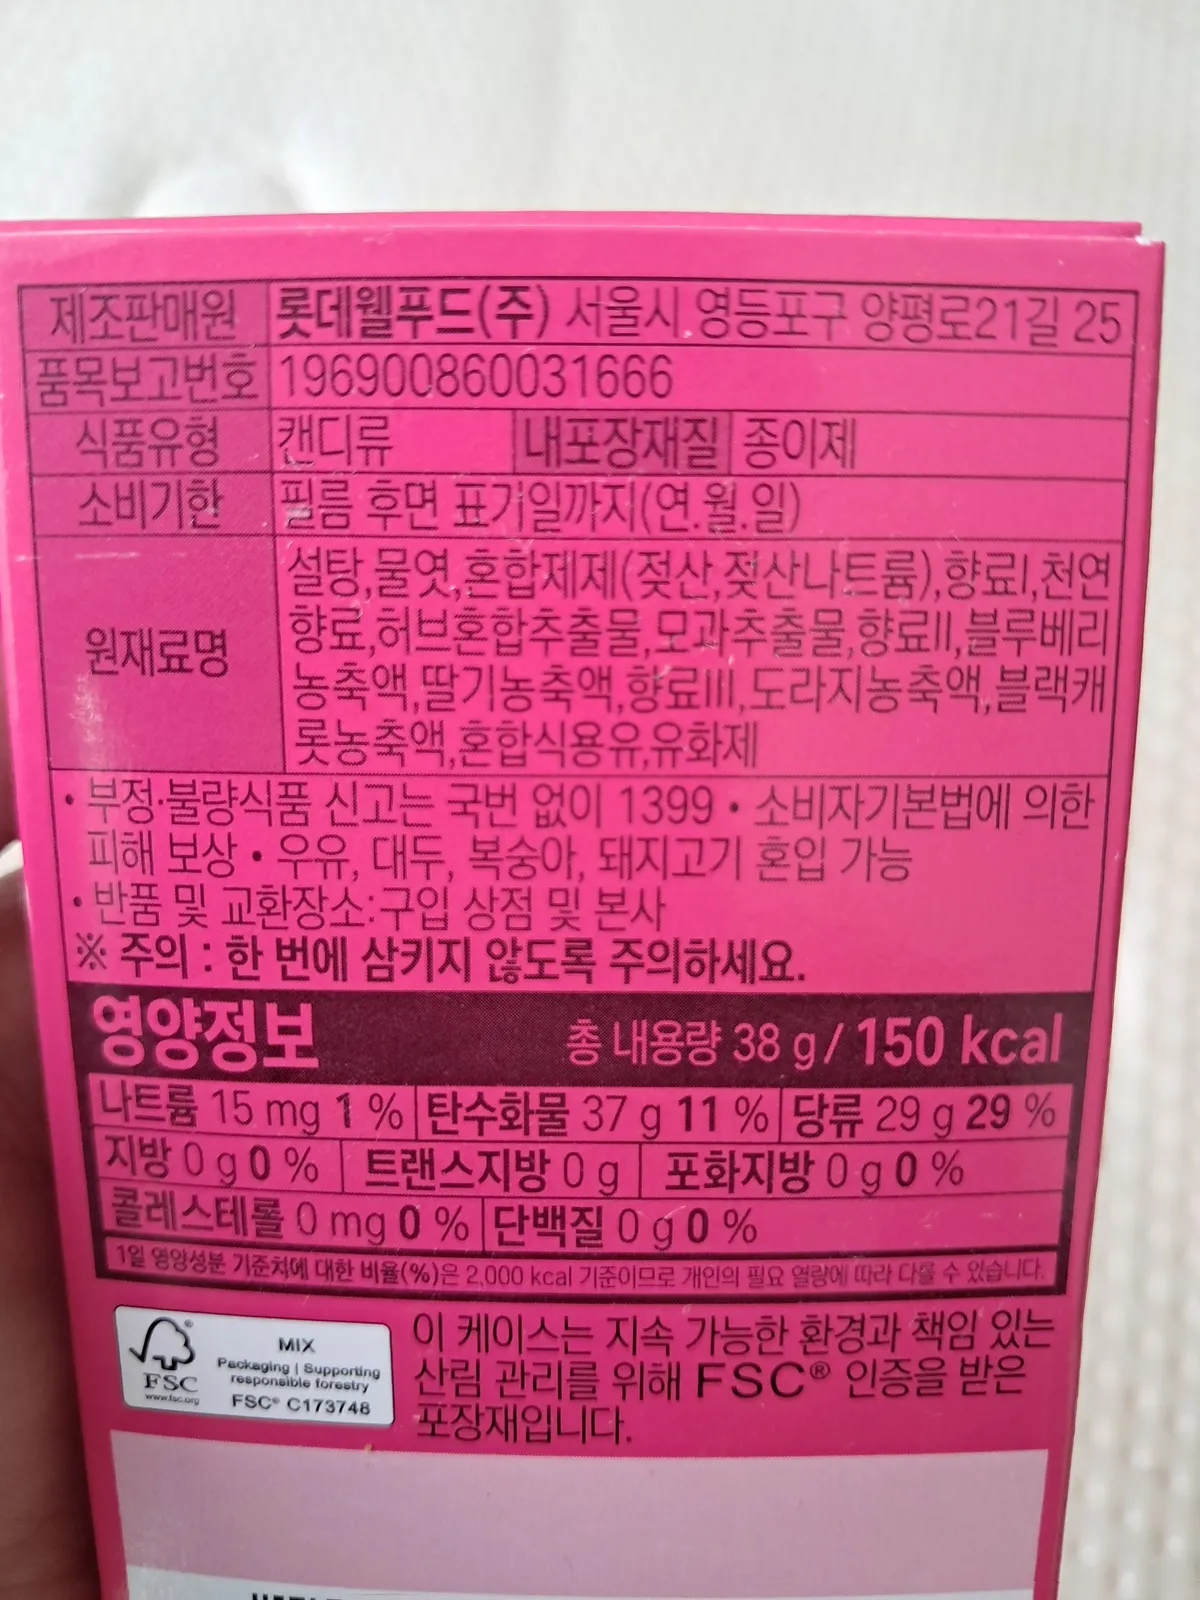 제조판매원 롯데웰푸드(주) 서울시 영등포구 양평로21길 25
품목보고번호 196900860031666
식품유형 캔디류 내포장재질 종이제
소비기한 필름 후면 표기일까지(연.월.일)
원재료명
설탕,물엿,혼합제제(젖산,젖산나트륨),향료I,천연
향료,허브혼합추출물,모과추출물,향료II,블루베리
농축액,딸기농축액,향료III,도라지농축액,블랙캐
롯농축액,혼합식용유,유화제
• 부정·불량식품 신고는 국번 없이 1399 • 소비자기본법에 의한
피해 보상 • 우유, 대두, 복숭아, 돼지고기 혼입 가능
• 반품 및 교환장소:구입 상점 및 본사
※ 주의 : 한 번에 삼키지 않도록 주의하세요.
영양정보 총 내용량 38 g/150 kcal
나트륨 15 mg 1 % 탄수화물 37 g 11 % 당류 29 g 29 %
지방 0 g 0 % 트랜스지방 0 g 포화지방 0 g 0 %
콜레스테롤 0 mg 0 % 단백질 0 g 0 %
1일 영양성분 기준치에 대한 비율(%)은 2,000 kcal 기준이므로 개인의 필요 열량에 따라 다를 수 있습니다.
FSC
www.fsc.org
MIX
Packaging | Supporting
responsible forestry
FSC® C173748
이 케이스는 지속 가능한 환경과 책임 있는
산림 관리를 위해 FSC® 인증을 받은
포장재입니다.